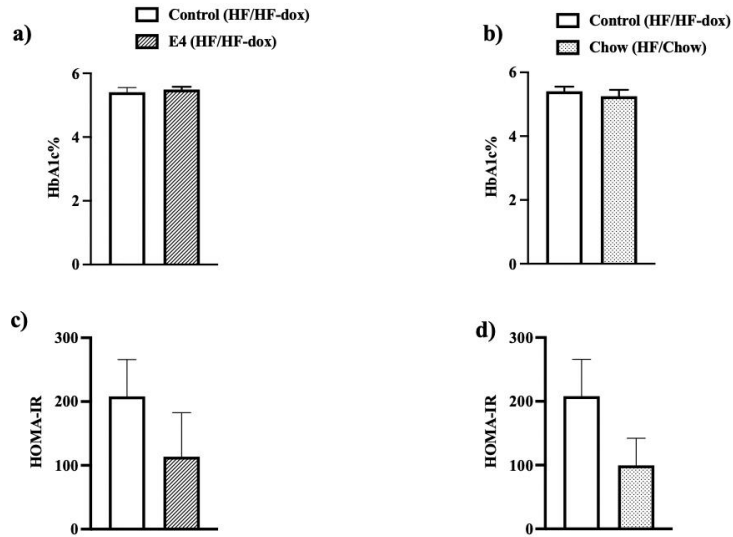 a)
Control (HF/HF-dox)
E4 (HF/HF-dox)
6
4
2
0
HbA1c%
b)
Control (HF/HF-dox)
Chow (HF/Chow)
6
4
2
0
HbA1c%
c)
300
200
100
0
HOMA-IR
d)
300
200
100
0
HOMA-IR